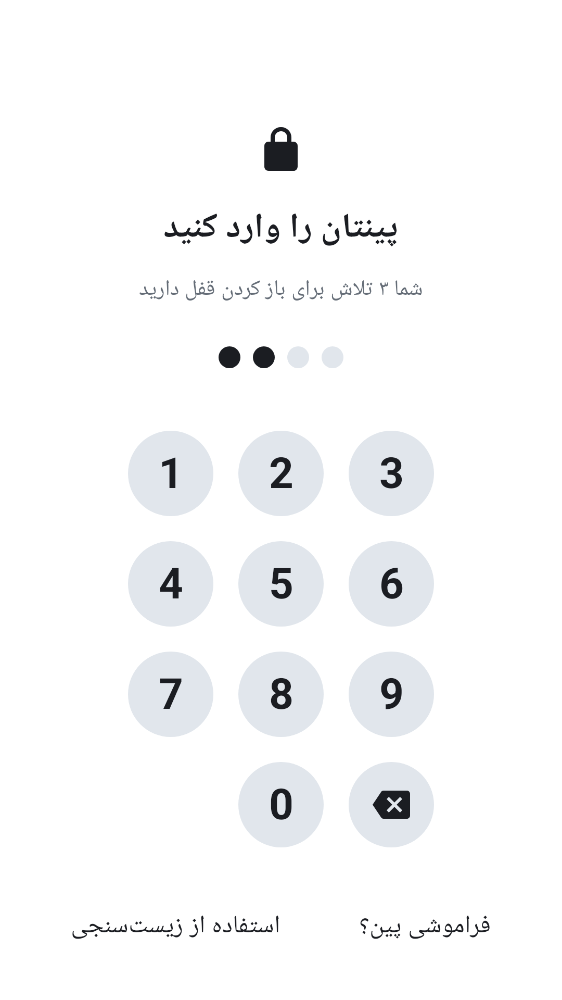 پینتان را وارد کنید
شما ۳ تلاش برای باز کردن قفل دارید
1 2 3
4 5 6
7 8 9
0
فراموشی پین؟ استفاده از زیست‌سنجی